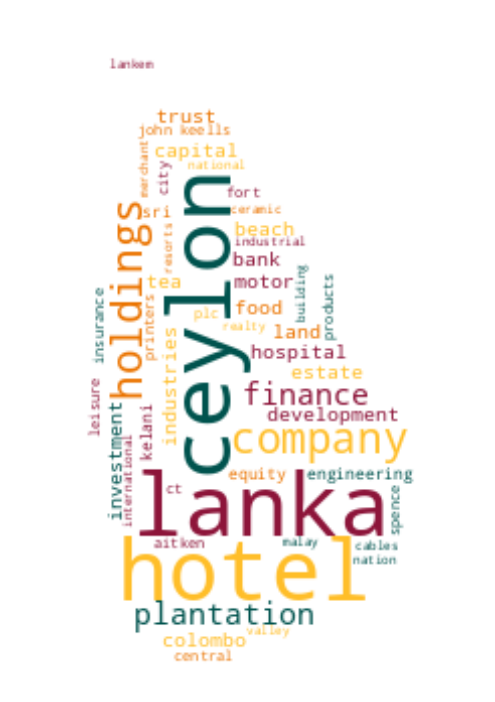 lankem
trust
john keells
merchant
capital
national
city
fort
holdings
sri
ceylon
ceramic
resorts
beach
industrial
bank
tea
motor
building
products
insurance
printers
plc
food
realty
land
industries
hospital
estate
leisure
finance
investment
kelani
development
company
international
equity
engineering
lanka
ct
spence
aitken
malay
cables
hotel
nation
plantation
valley
colombo
central